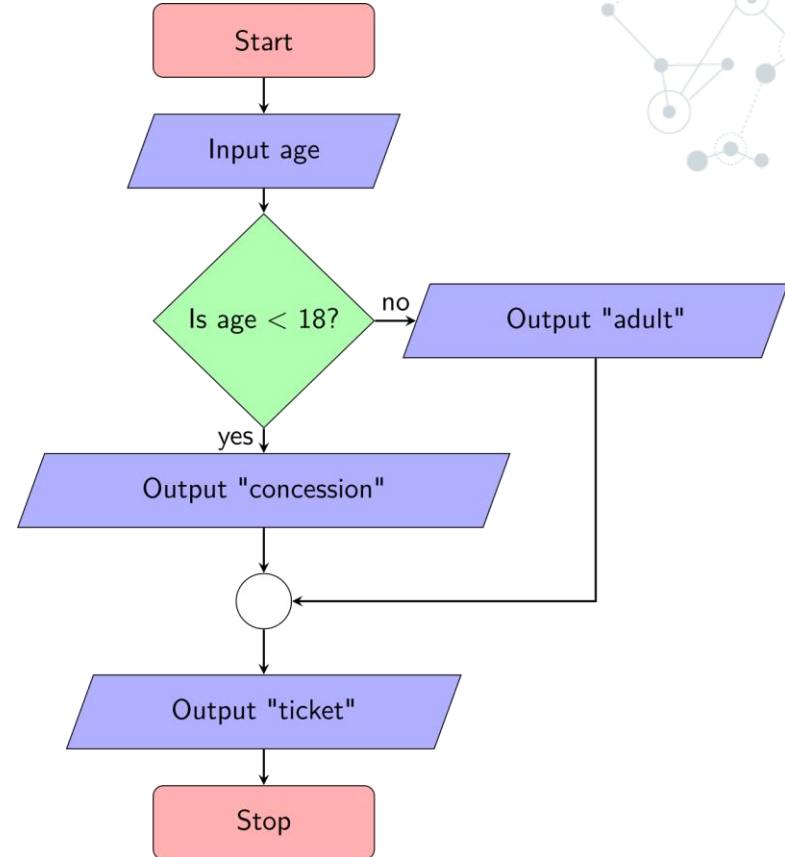 Start
Input age
Is age < 18?
no
Output "adult"
yes
Output "concession"
Output "ticket"
Stop